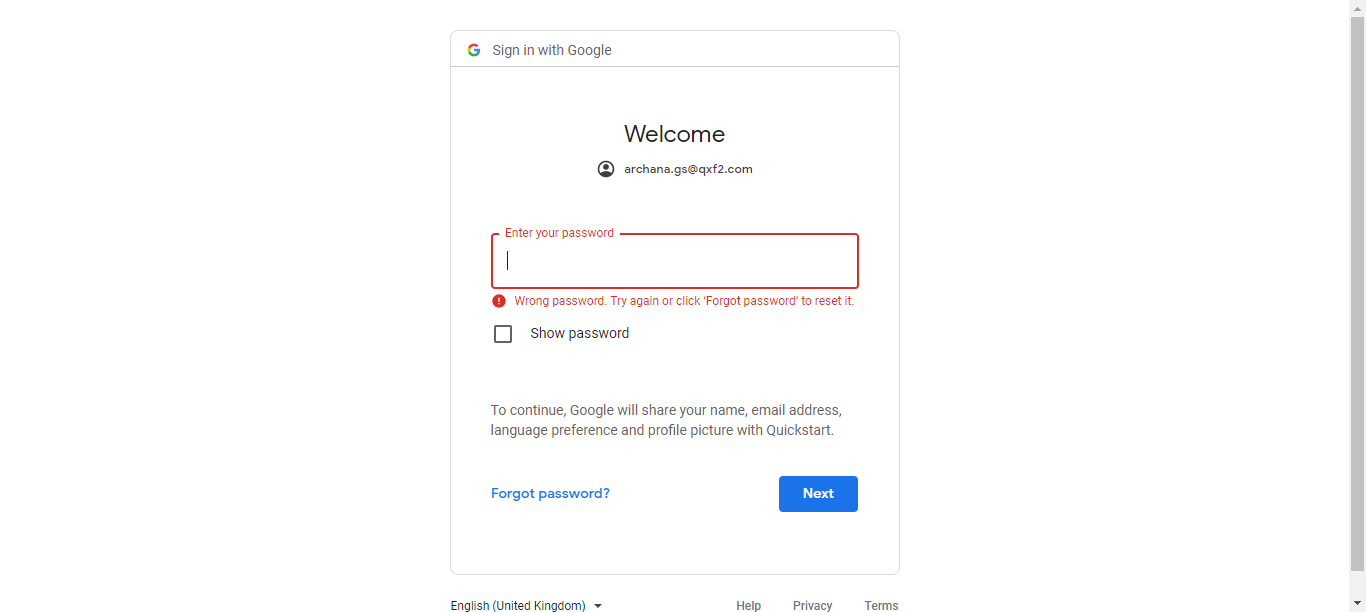 Sign in with Google
Welcome
archana.gs@qxf2.com
Enter your password
Wrong password. Try again or click ‘Forgot password’ to reset it.
Show password
To continue, Google will share your name, email address,
language preference and profile picture with Quickstart.
Forgot password?
Next
English (United Kingdom)
Help
Privacy
Terms